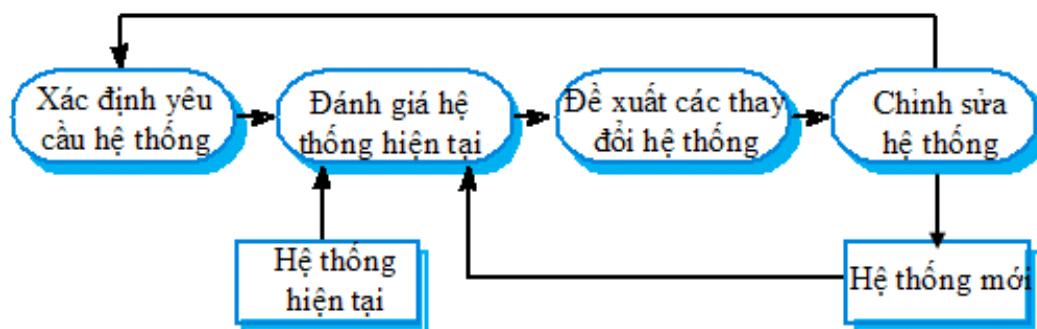 Xác định yêu
cầu hệ thống
Đánh giá hệ
thống hiện tại
Đề xuất các thay
đổi hệ thống
Chỉnh sửa
hệ thống
Hệ thống
hiện tại
Hệ thống mới